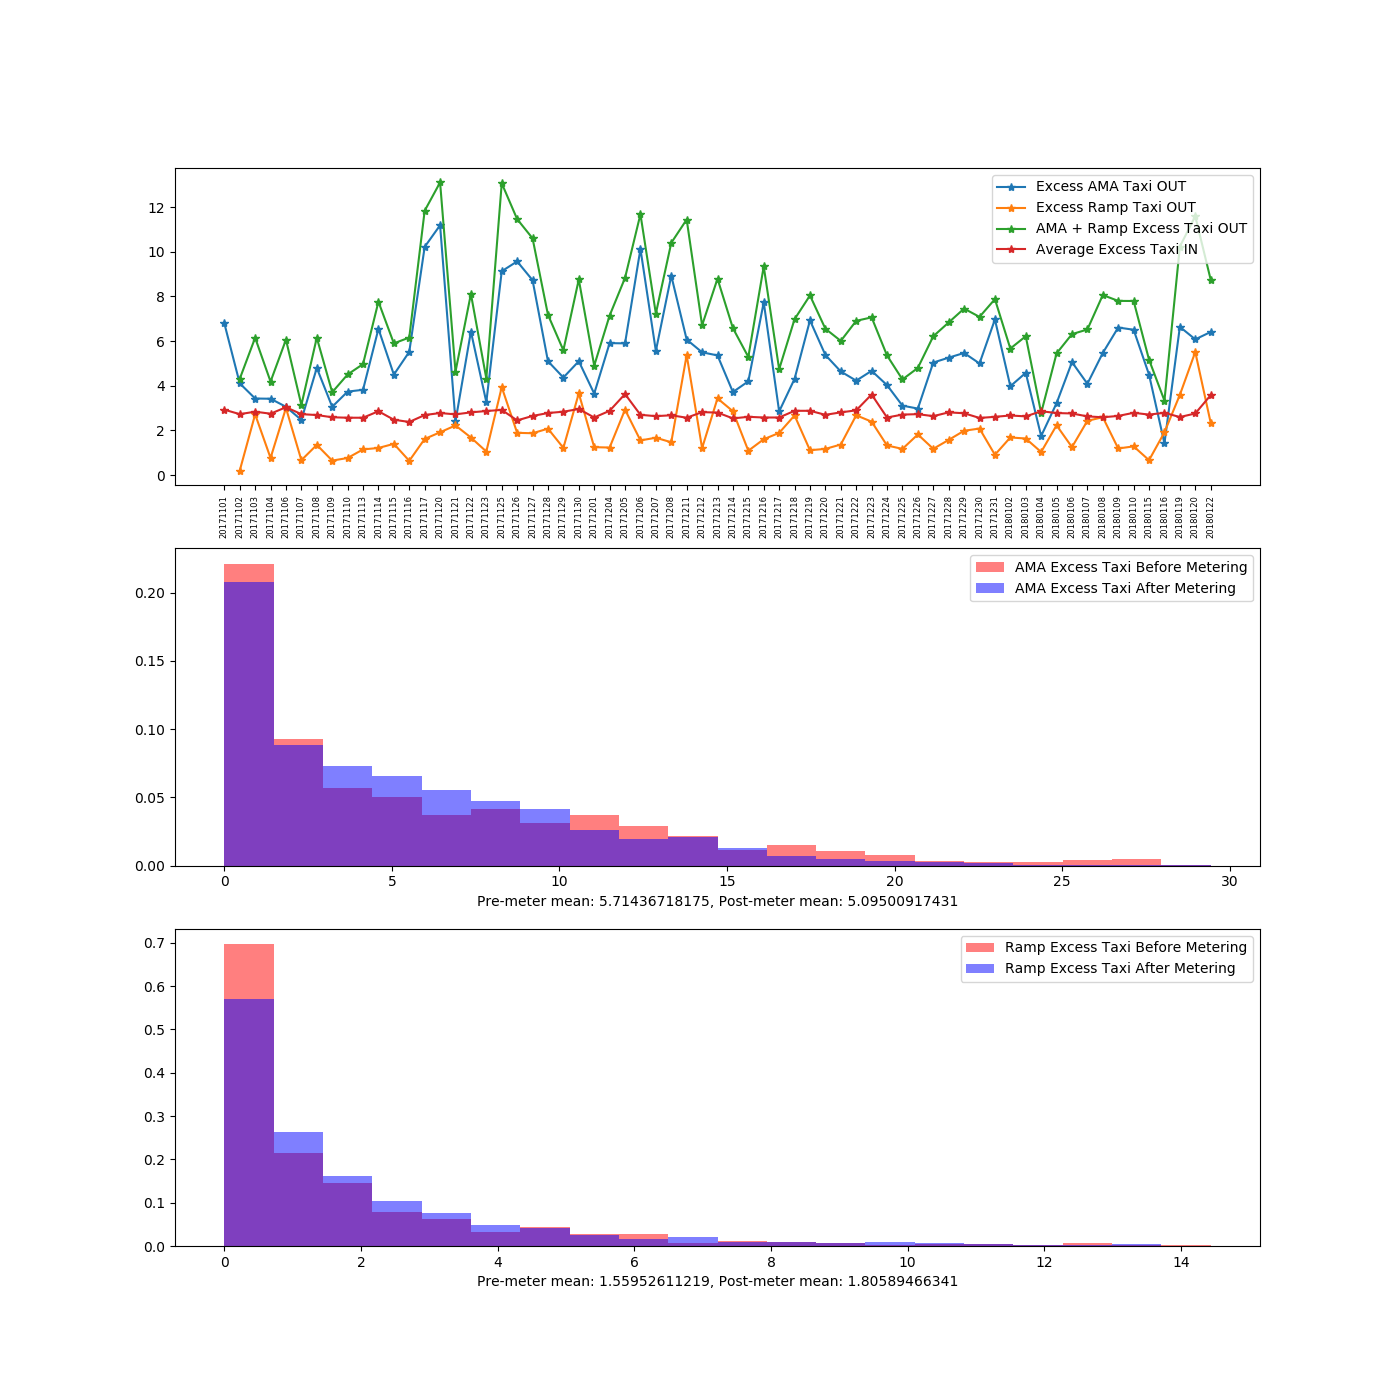 12
10
8
6
4
2
0
Excess AMA Taxi OUT
Excess Ramp Taxi OUT
AMA + Ramp Excess Taxi OUT
Average Excess Taxi IN
20171101 20171102 20171103 20171104 20171106 20171107 20171108 20171109 20171110 20171113 20171114 20171115 20171116 20171117 20171120 20171121 20171122 20171123 20171125 20171126 20171127 20171128 20171129 20171130 20171201 20171204 20171205 20171206 20171207 20171208 20171211 20171212 20171213 20171214 20171215 20171216 20171217 20171218 20171219 20171220 20171221 20171222 20171223 20171224 20171225 20171226 20171227 20171228 20171229 20171230 20171231 20180102 20180103 20180104 20180105 20180106 20180107 20180108 20180109 20180110 20180115 20180116 20180119 20180120 20180122
0.20
0.15
0.10
0.05
0.00
AMA Excess Taxi Before Metering
AMA Excess Taxi After Metering
0 5 10 15 20 25 30
Pre-meter mean: 5.71436718175, Post-meter mean: 5.09500917431
0.7
0.6
0.5
0.4
0.3
0.2
0.1
0.0
Ramp Excess Taxi Before Metering
Ramp Excess Taxi After Metering
0 2 4 6 8 10 12 14
Pre-meter mean: 1.55952611219, Post-meter mean: 1.80589466341